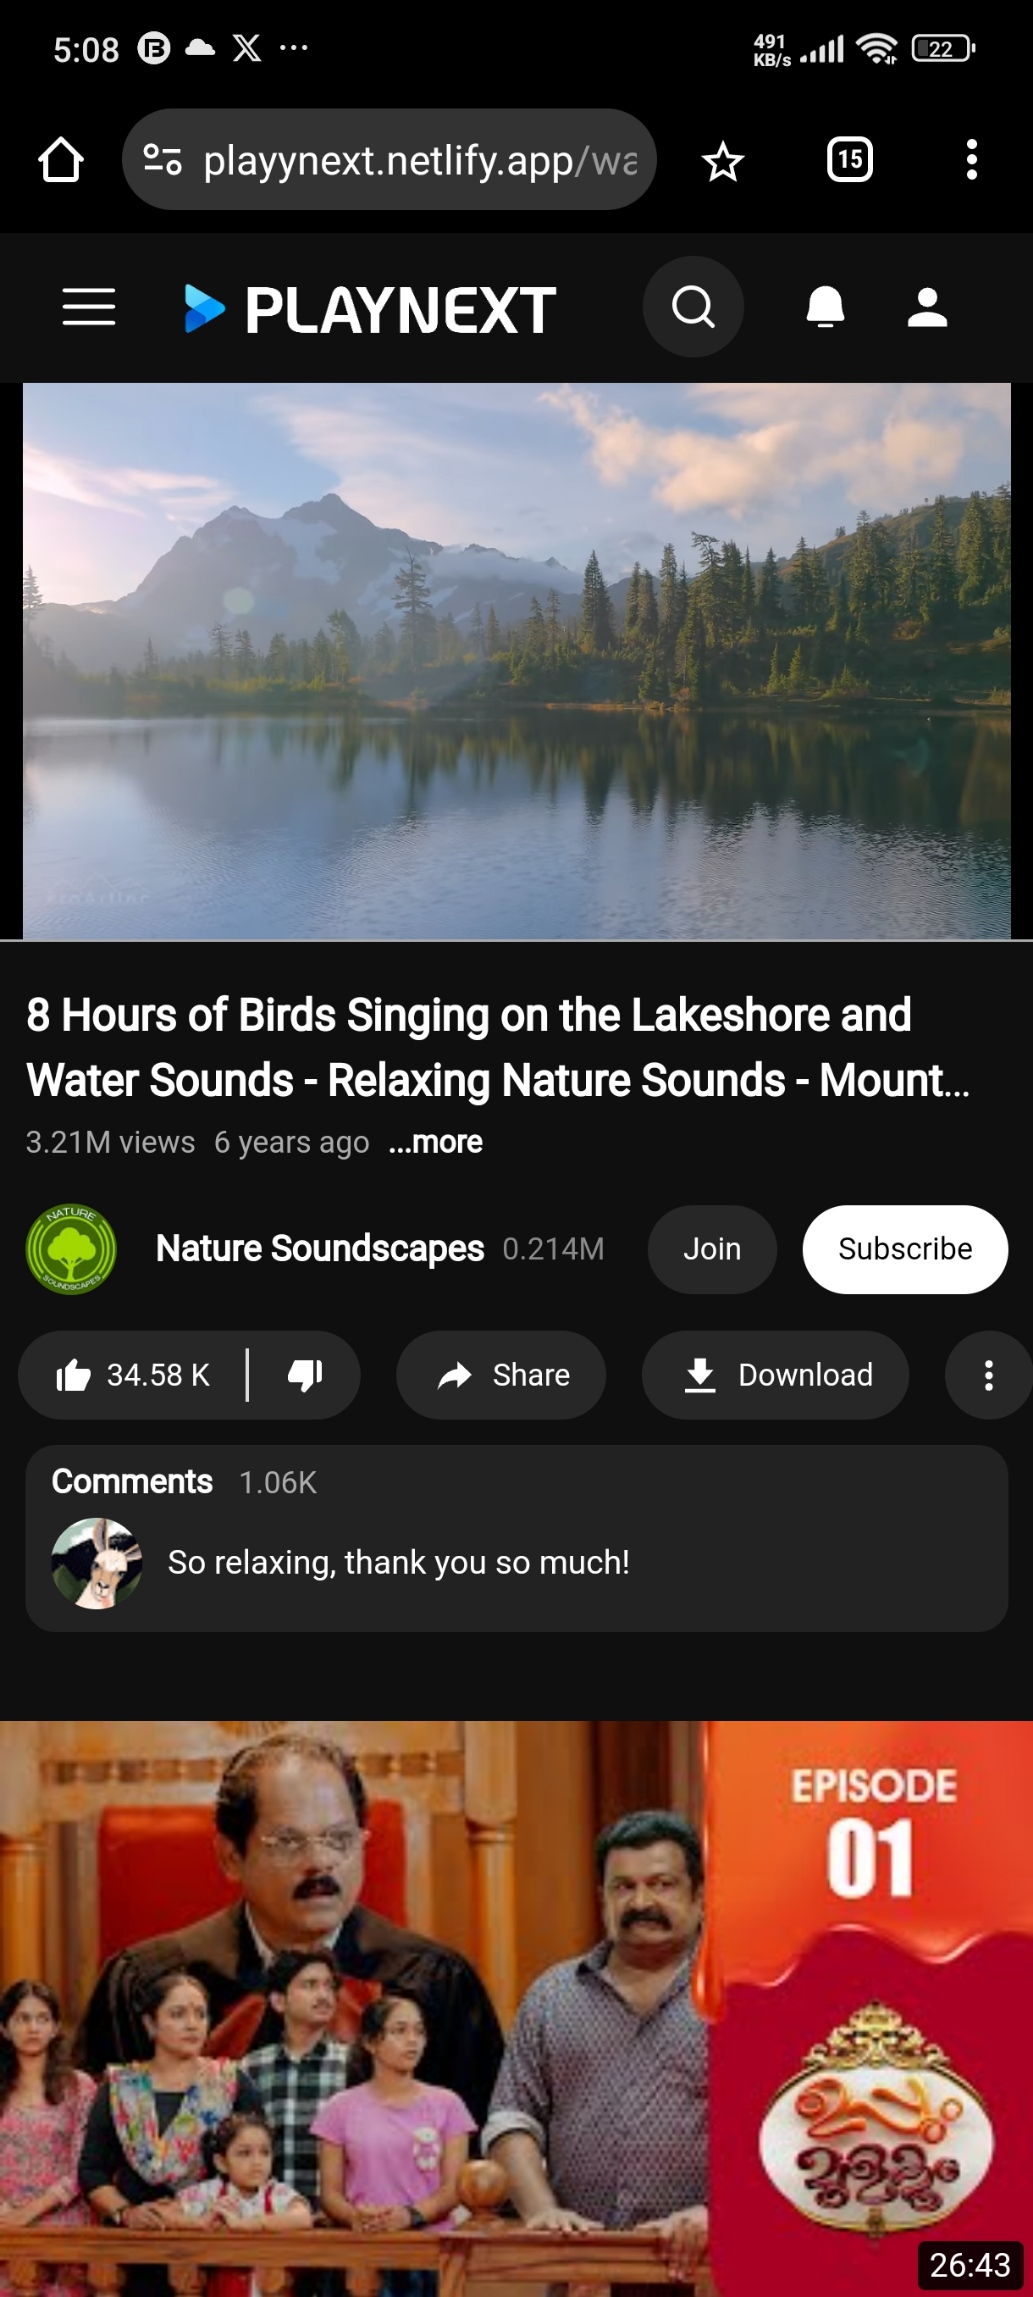 5:08
491
KB/s
22
playynext.netlify.app/wa
15
PLAYNEXT
8 Hours of Birds Singing on the Lakeshore and
Water Sounds - Relaxing Nature Sounds - Mount...
3.21M views 6 years ago ...more
NATURE
SOUNDSCAPES
Nature Soundscapes 0.214M
Join
Subscribe
34.58 K
Share
Download
Comments 1.06K
So relaxing, thank you so much!
EPISODE
01
ഉപ്പും
മുളകും
26:43